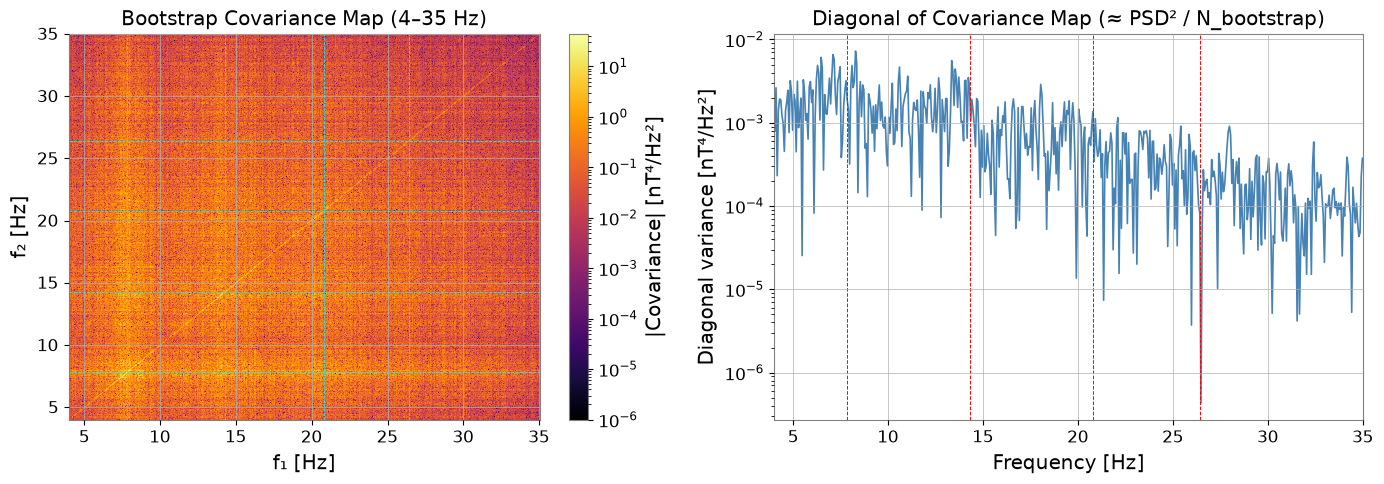 Bootstrap Covariance Map (4–35 Hz)
35
30
25
20
15
10
5
f₂ [Hz]
5 10 15 20 25 30 35
f₁ [Hz]
10¹
10⁰
10⁻¹
10⁻²
10⁻³
10⁻⁴
10⁻⁵
10⁻⁶
|Covariance| [nT⁴/Hz²]
Diagonal of Covariance Map (≈ PSD² / N_bootstrap)
10⁻²
10⁻³
10⁻⁴
10⁻⁵
10⁻⁶
Diagonal variance [nT⁴/Hz²]
5 10 15 20 25 30 35
Frequency [Hz]